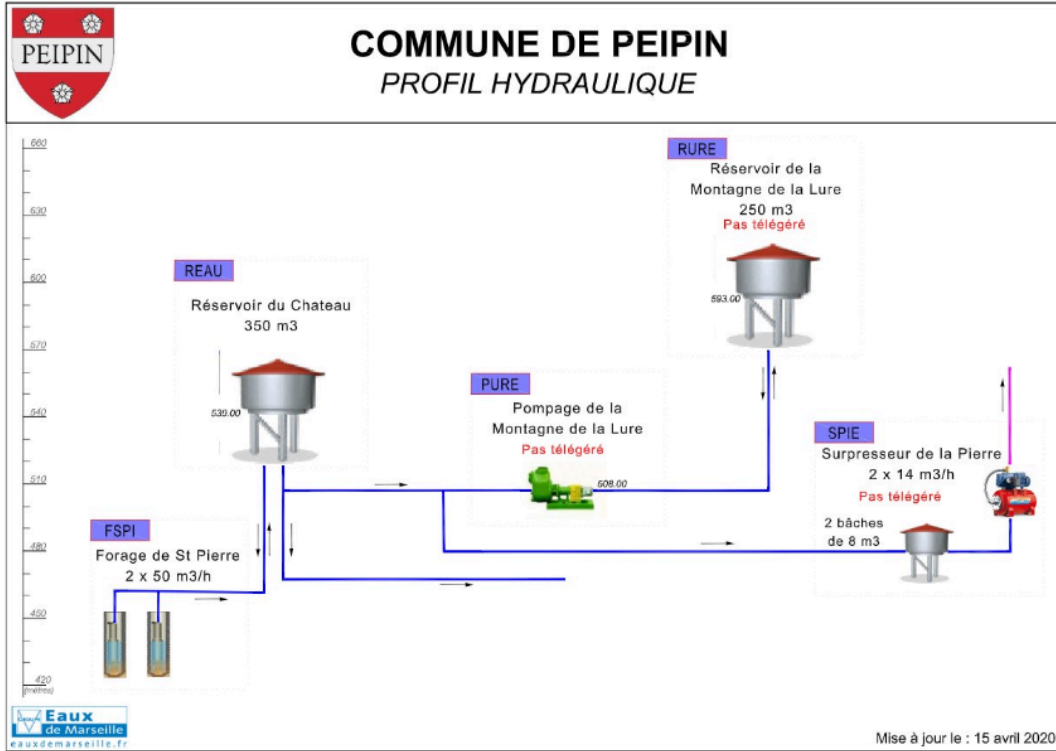 PEIPIN
COMMUNE DE PEIPIN
PROFIL HYDRAULIQUE
660
630
600
570
540
510
480
450
420
(mètres)
RURE
Réservoir de la
Montagne de la Lure
250 m3
Pas télégéré
593.00
REAU
Réservoir du Chateau
350 m3
539.00
PURE
Pompage de la
Montagne de la Lure
Pas télégéré
508.00
SPIE
Surpresseur de la Pierre
2 x 14 m3/h
Pas télégéré
2 bâches
de 8 m3
FSPI
Forage de St Pierre
2 x 50 m3/h
Eaux
de Marseille
eauxdemarseille.fr
Mise à jour le : 15 avril 2020